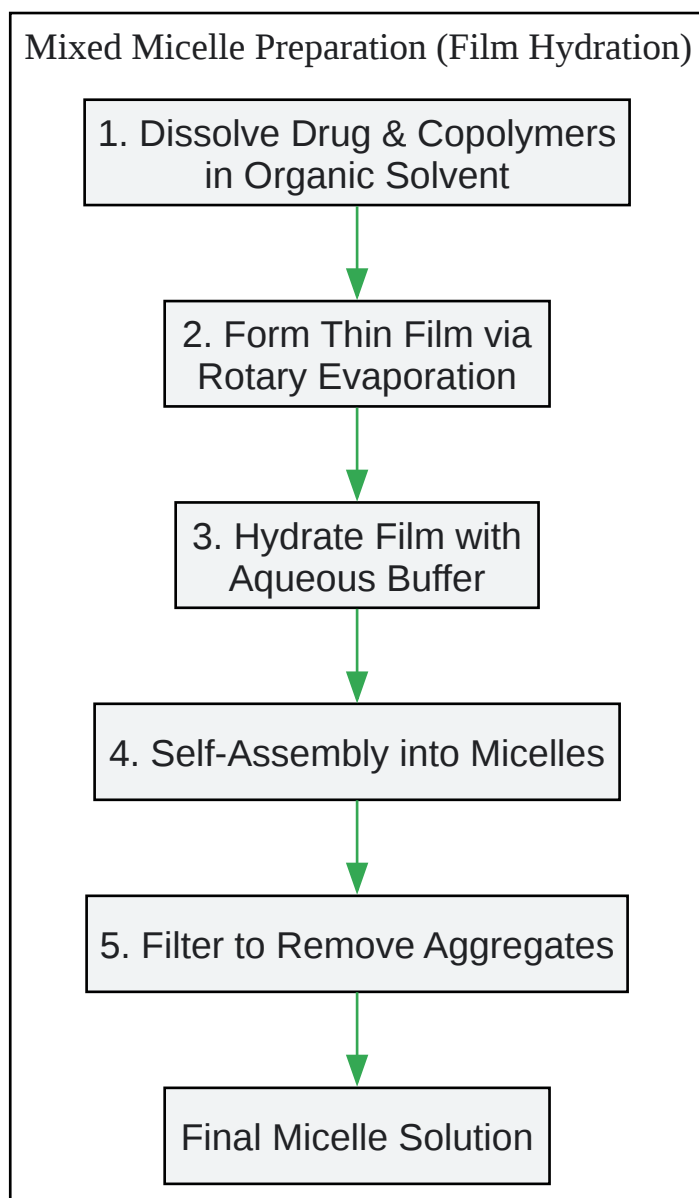 Mixed Micelle Preparation (Film Hydration)
1. Dissolve Drug & Copolymers
in Organic Solvent
2. Form Thin Film via
Rotary Evaporation
3. Hydrate Film with
Aqueous Buffer
4. Self-Assembly into Micelles
5. Filter to Remove Aggregates
Final Micelle Solution